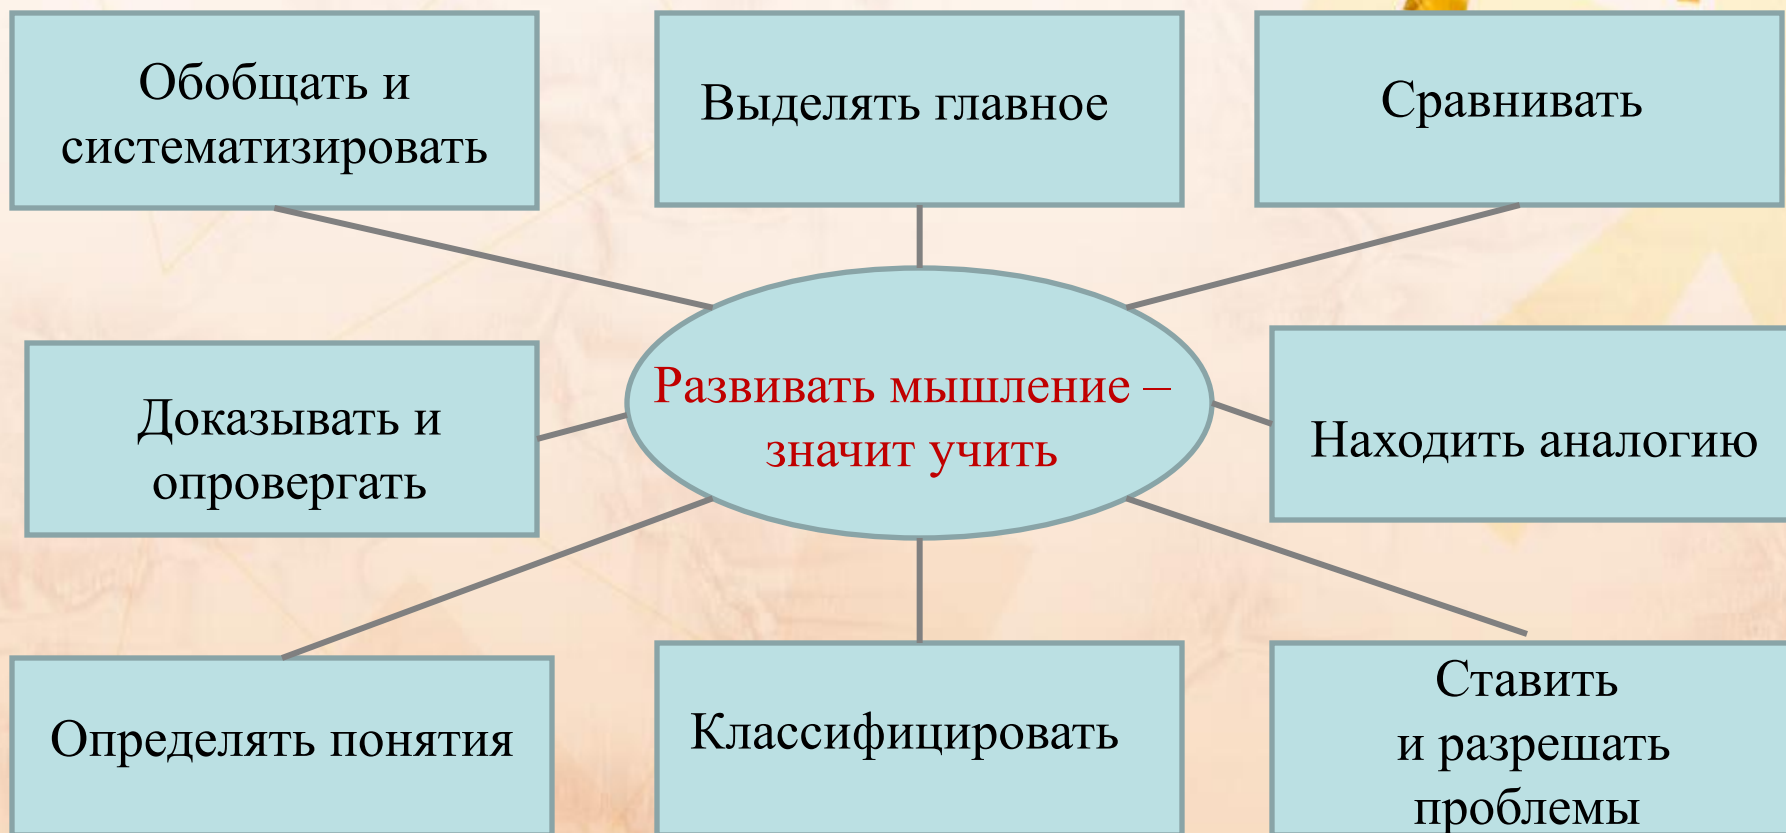 Обобщать и
систематизировать
Выделять главное
Сравнивать
Доказывать и
опровергать
Развивать мышление –
значит учить
Находить аналогию
Определять понятия
Классифицировать
Ставить
и разрешать
проблемы